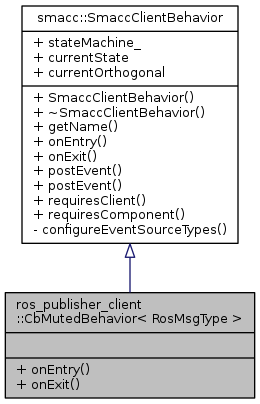 smacc::SmaccClientBehavior
+ stateMachine_
+ currentState
+ currentOrthogonal
+ SmaccClientBehavior()
+ ~SmaccClientBehavior()
+ getName()
+ onEntry()
+ onExit()
+ postEvent()
+ postEvent()
+ requiresClient()
+ requiresComponent()
- configureEventSourceTypes()
ros_publisher_client
::CbMutedBehavior< RosMsgType >
+ onEntry()
+ onExit()